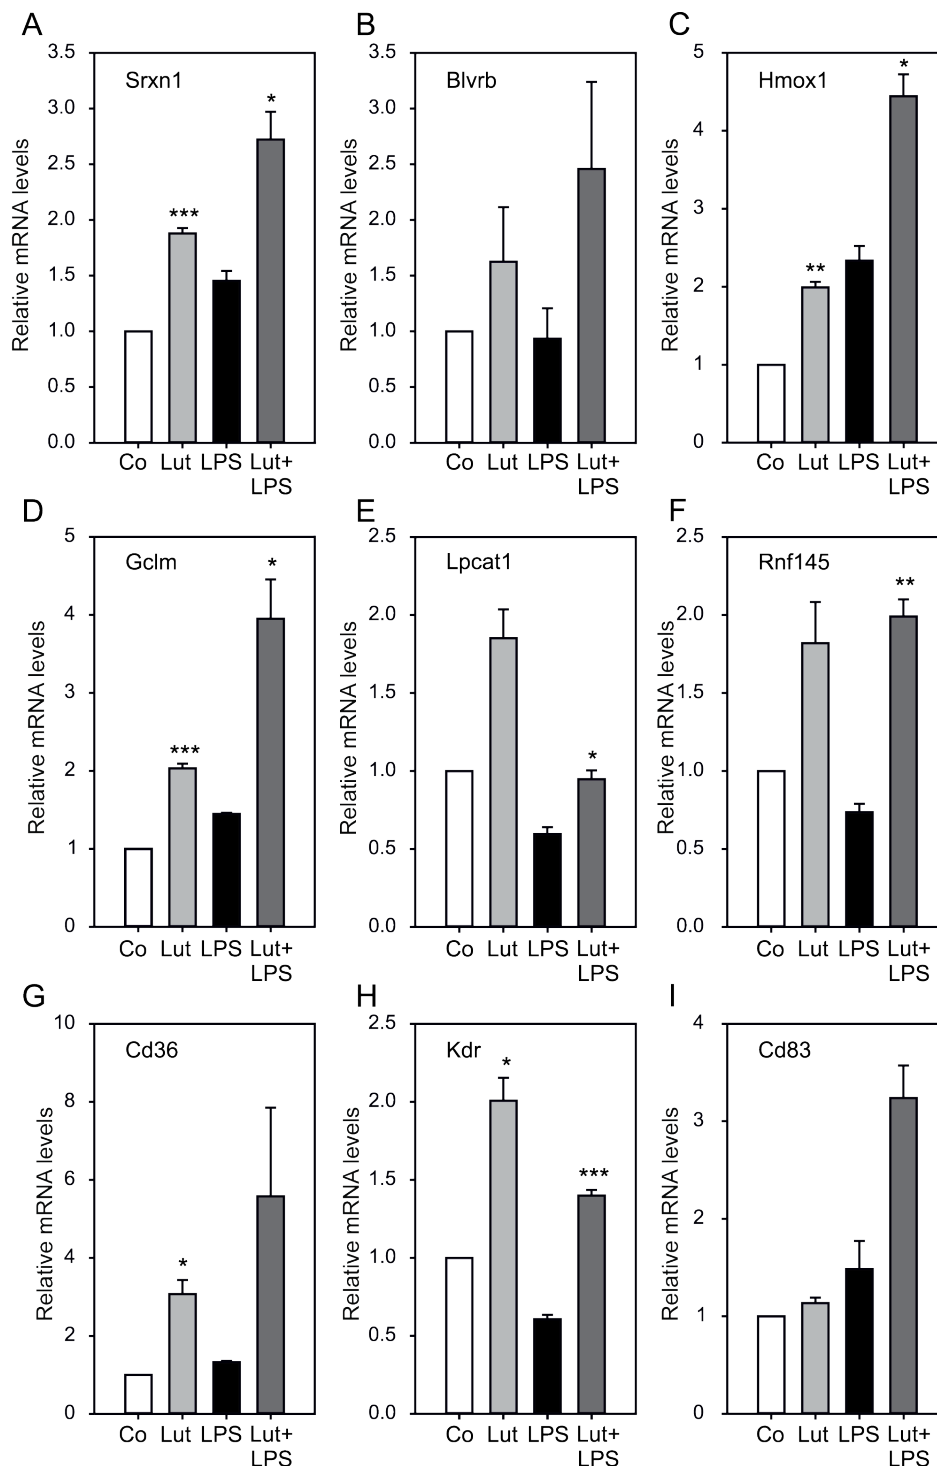 A
Relative mRNA levels
3.5
3.0
2.5
2.0
1.5
1.0
0.5
0.0
Srxn1
***
*
Co Lut LPS Lut+
LPS
B
Relative mRNA levels
3.5
3.0
2.5
2.0
1.5
1.0
0.5
0.0
Blvrb
Co Lut LPS Lut+
LPS
C
Relative mRNA levels
5
4
3
2
1
0
Hmox1
**
*
Co Lut LPS Lut+
LPS
D
Relative mRNA levels
5
4
3
2
1
0
Gclm
***
*
Co Lut LPS Lut+
LPS
E
Relative mRNA levels
2.5
2.0
1.5
1.0
0.5
0.0
Lpcat1
*
Co Lut LPS Lut+
LPS
F
Relative mRNA levels
2.5
2.0
1.5
1.0
0.5
0.0
Rnf145
**
Co Lut LPS Lut+
LPS
G
Relative mRNA levels
10
8
6
4
2
0
Cd36
*
Co Lut LPS Lut+
LPS
H
Relative mRNA levels
2.5
2.0
1.5
1.0
0.5
0.0
Kdr
*
***
Co Lut LPS Lut+
LPS
I
Relative mRNA levels
4
3
2
1
0
Cd83
Co Lut LPS Lut+
LPS